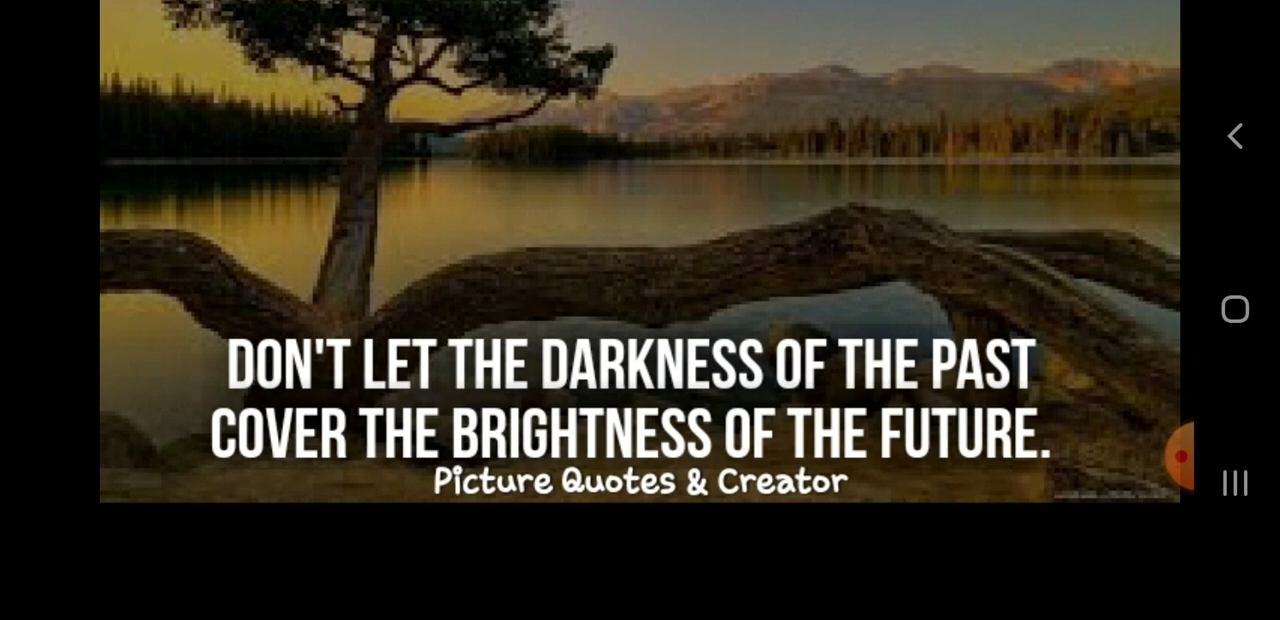 DON'T LET THE DARKNESS OF THE PAST
COVER THE BRIGHTNESS OF THE FUTURE.
Picture Quotes & Creator